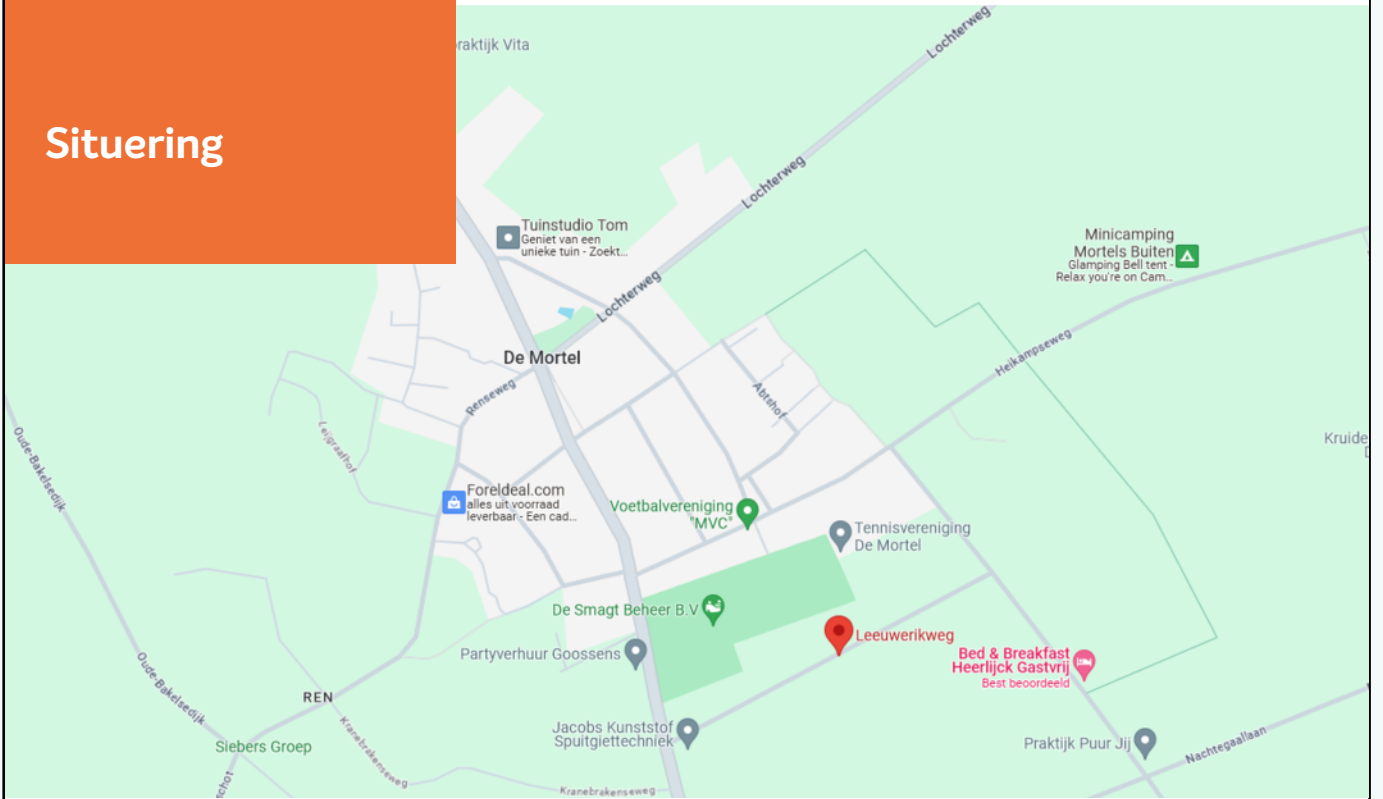 Situering
raktijk Vita
Lochterweg
Lochterweg
Tuinstudio Tom
Geniet van een
unieke tuin - Zoekt...
Minicamping
Mortels Buiten
Glamping Bell tent -
Relax you're on Cam...
Lochterweg
De Mortel
Heikampseweg
Renseweg
Abtshof
Oude-Bakelsedijk
Leijgraafhof
Kruide
Foreldeal.com
alles uit voorraad
leverbaar - Een cad...
Voetbalvereniging
"MVC"
Tennisvereniging
De Mortel
De Smagt Beheer B.V
Leeuwerikweg
Partyverhuur Goossens
Bed & Breakfast
Heerlijck Gastvrij
Best beoordeeld
Oude-Bakelsedijk
REN
Jacobs Kunststof
Spuitgiettechniek
Siebers Groep
Kranebrakenseweg
Praktijk Puur Jij
Nachtegaallaan
schot
Kranebrakenseweg